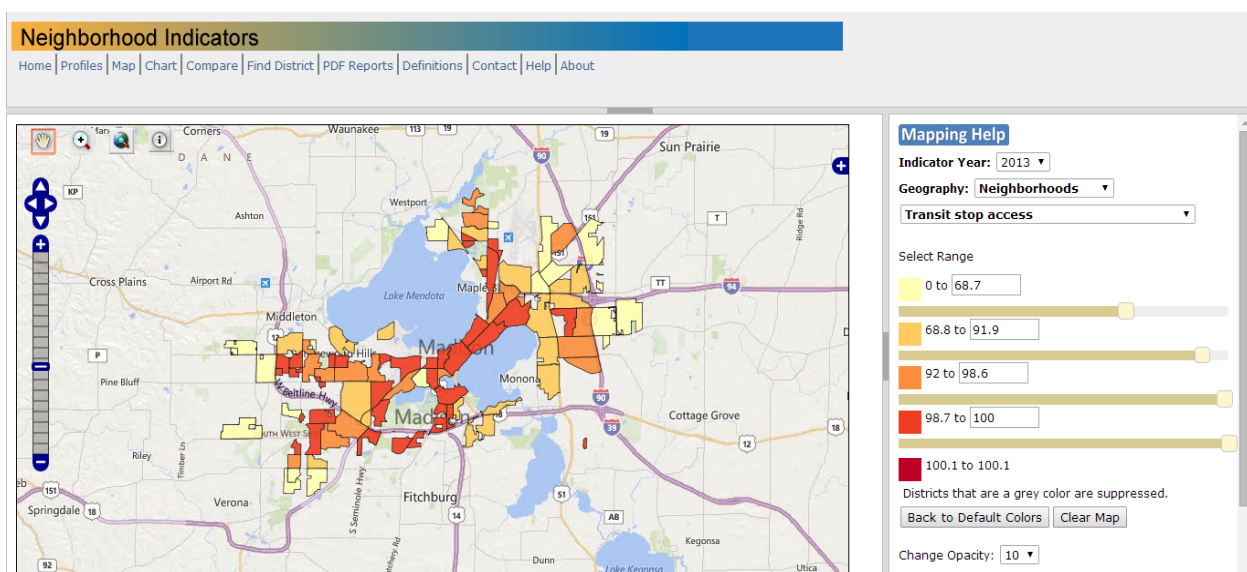 Neighborhood Indicators
Home Profiles Map Chart Compare Find District PDF Reports Definitions Contact Help About
Corners
Waunakee
113
19
19
90
Sun Prairie
D A N E
KP
Westport
Ashton
151
T
Ridge Rd
151
Cross Plains
Airport Rd
TT
94
Lake Mendota
Maple B
Middleton
12
Madison
P
Pine Bluff
W Beltline Hwy
Monona
90
Cottage Grove
39
18
12
Riley
Timber Ln
S Seminole Hwy
151
Springdale
18
Verona
Fitchburg
51
14
AB
Kegonsa
92
Dunn
Lake Kegonsa
Utica
Mapping Help
Indicator Year: 2013
Geography: Neighborhoods
Transit stop access
Select Range
0 to 68.7
68.8 to 91.9
92 to 98.6
98.7 to 100
100.1 to 100.1
Districts that are a grey color are suppressed.
Back to Default Colors Clear Map
Change Opacity: 10